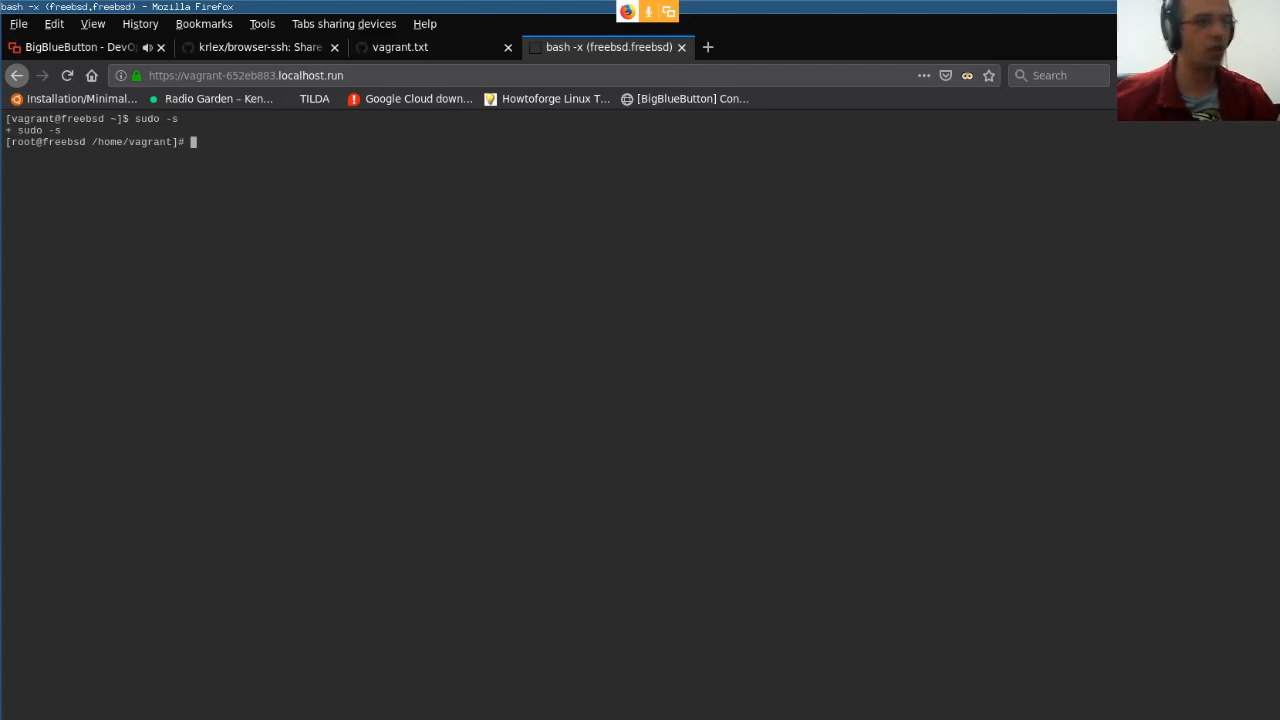 bash -x (freebsd.freebsd) - Mozilla Firefox
File Edit View History Bookmarks Tools Tabs sharing devices Help
BigBlueButton - DevO krlex/browser-ssh: Share vagrant.txt bash -x (freebsd.freebsd)
https://vagrant-652eb883.localhost.run Search
Installation/Minimal... Radio Garden – Ken... TILDA Google Cloud down... Howtoforge Linux T... [BigBlueButton] Con...
[vagrant@freebsd ~]$ sudo -s
+ sudo -s
[root@freebsd /home/vagrant]#